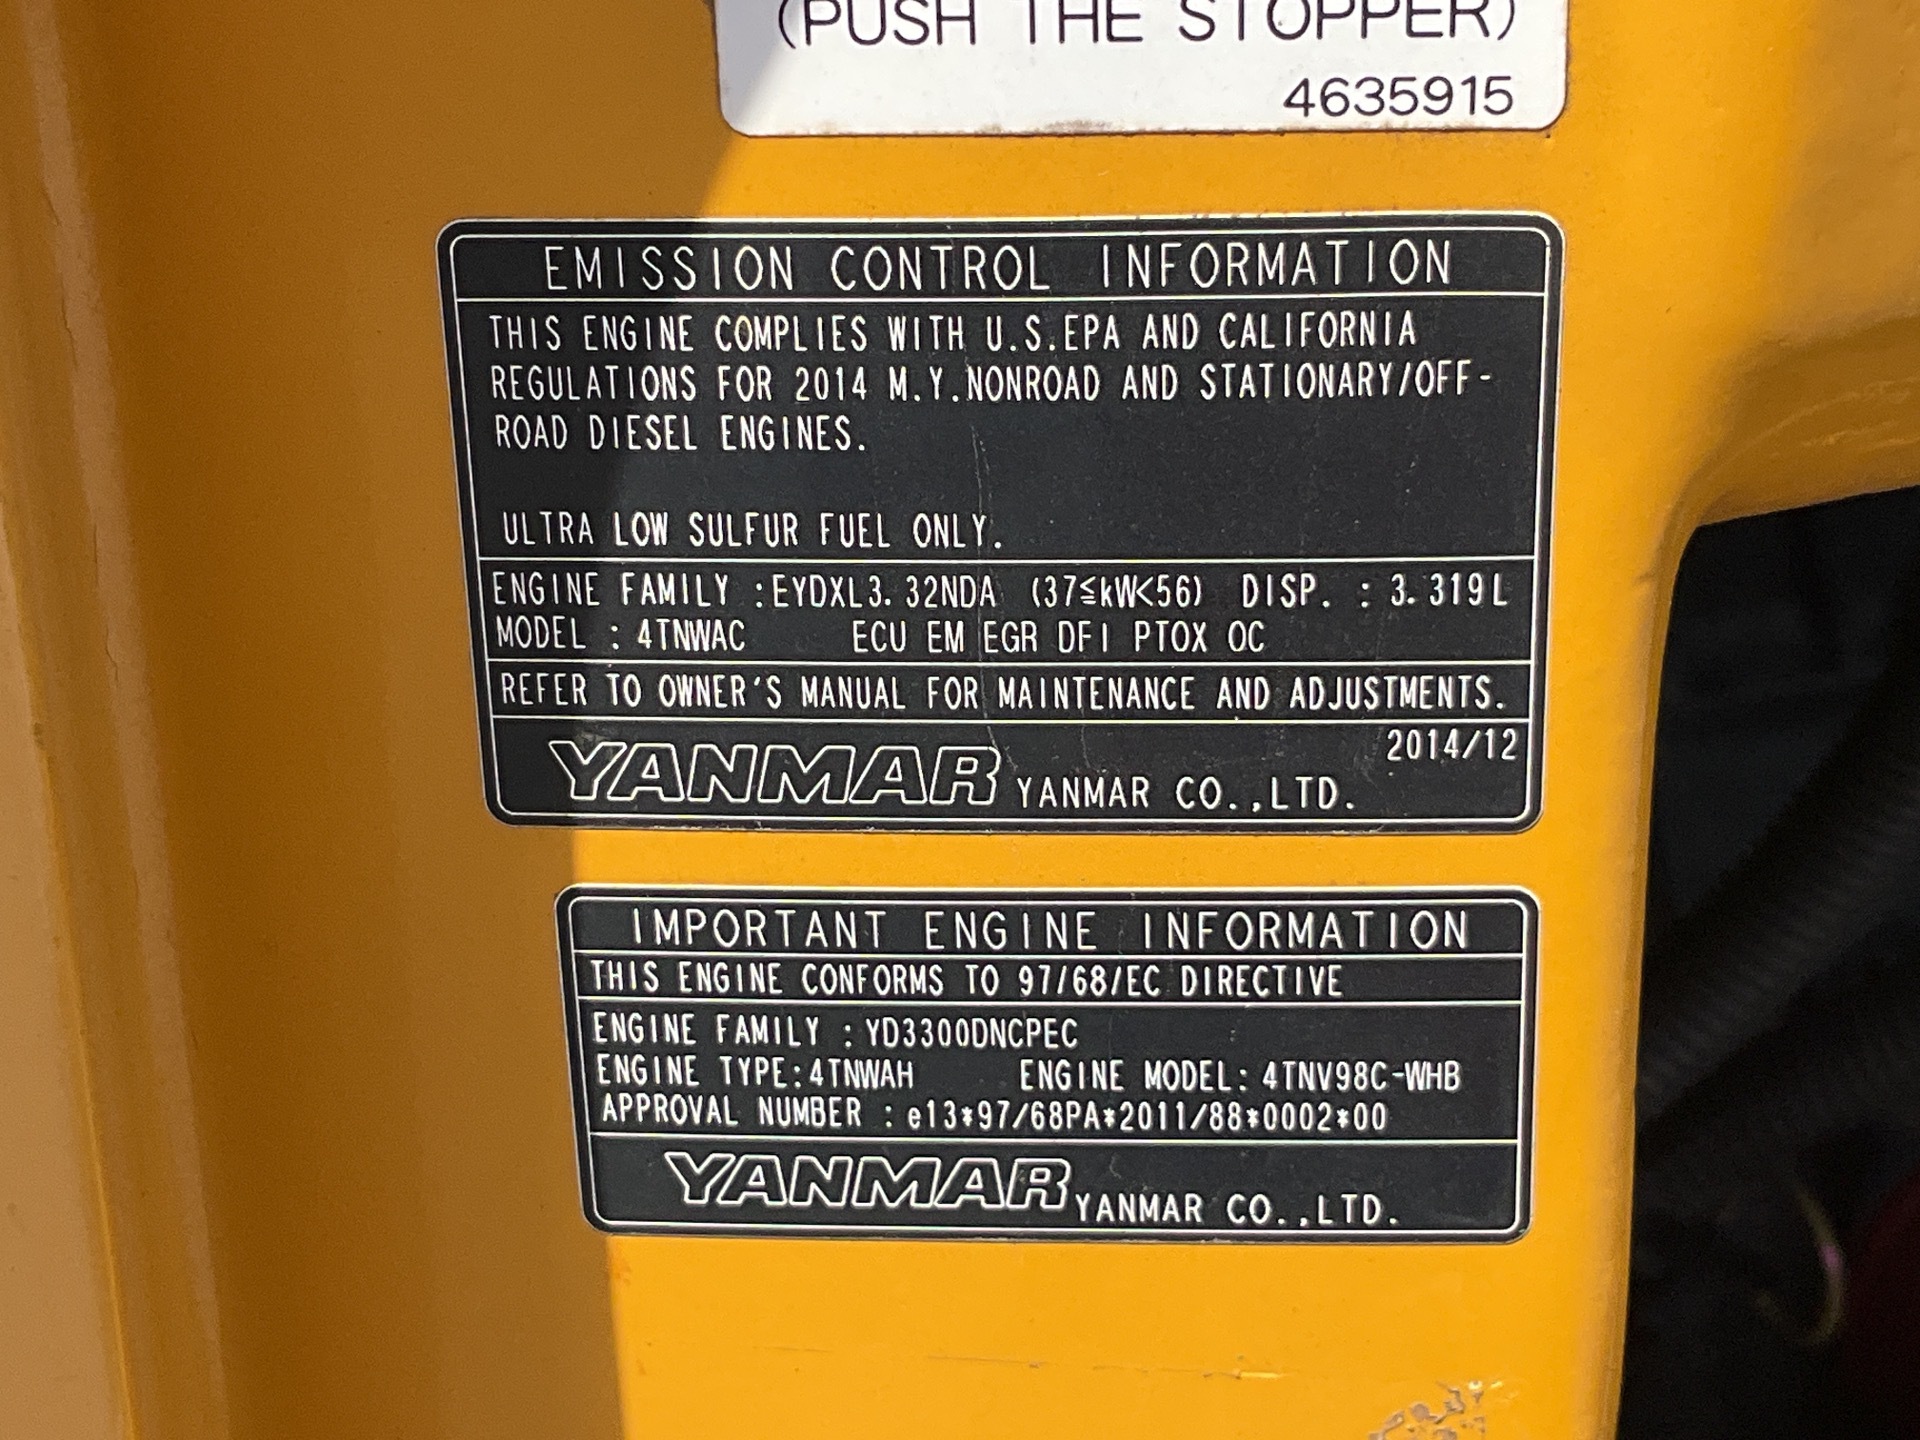 (PUSH THE STOPPER)
4635915
EMISSION CONTROL INFORMATION
THIS ENGINE COMPLIES WITH U.S.EPA AND CALIFORNIA
REGULATIONS FOR 2014 M.Y.NONROAD AND STATIONARY/OFF-
ROAD DIESEL ENGINES.
ULTRA LOW SULFUR FUEL ONLY.
ENGINE FAMILY :EYDXL3.32NDA (37≦kW<56) DISP. : 3.319L
MODEL : 4TNWAC ECU EM EGR DFI PTOX OC
REFER TO OWNER'S MANUAL FOR MAINTENANCE AND ADJUSTMENTS.
2014/12
YANMAR YANMAR CO.,LTD.
IMPORTANT ENGINE INFORMATION
THIS ENGINE CONFORMS TO 97/68/EC DIRECTIVE
ENGINE FAMILY : YD3300DNCPEC
ENGINE TYPE:4TNWAH ENGINE MODEL: 4TNV98C-WHB
APPROVAL NUMBER : e13*97/68PA*2011/88*0002*00
YANMAR YANMAR CO.,LTD.